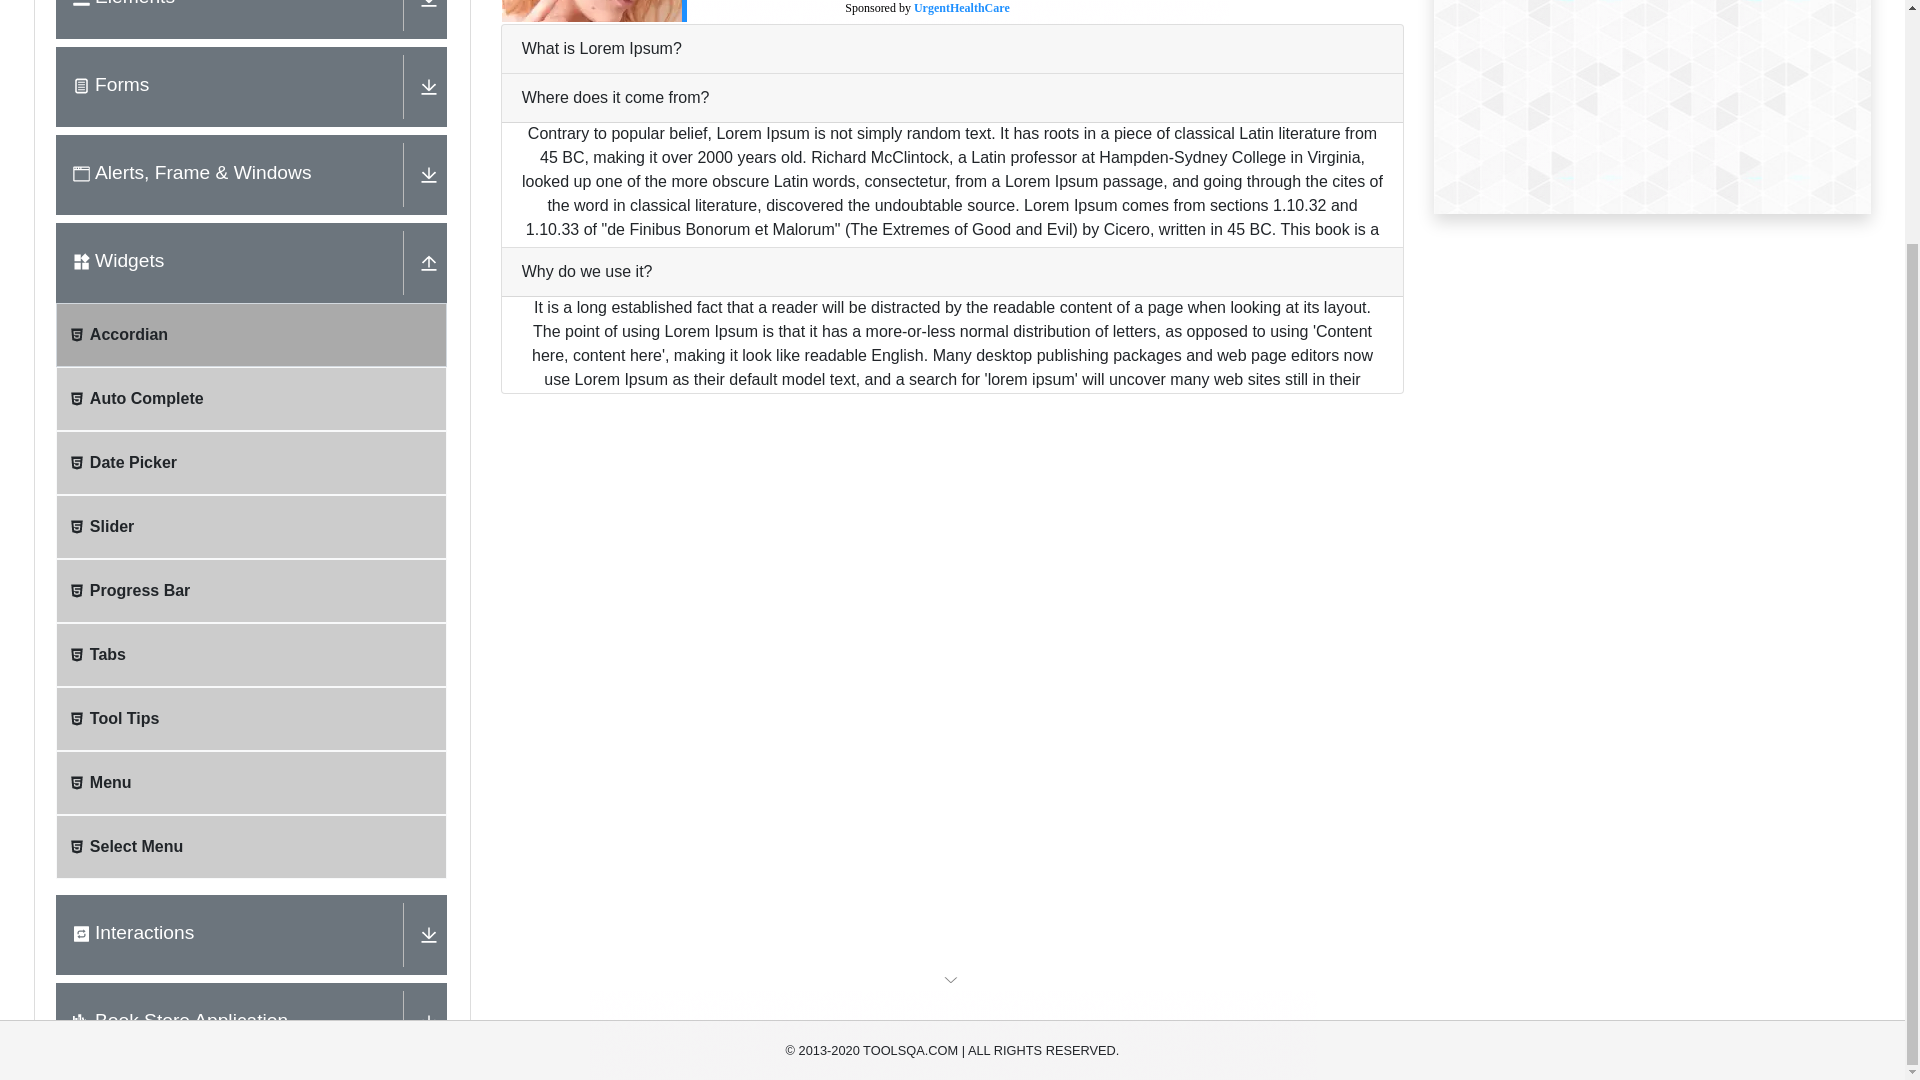 Elements
Forms
Alerts, Frame & Windows
Widgets
Accordian
Auto Complete
Date Picker
Slider
Progress Bar
Tabs
Tool Tips
Menu
Select Menu
Interactions
Book Store Application
Sponsored by UrgentHealthCare
What is Lorem Ipsum?
Where does it come from?
Contrary to popular belief, Lorem Ipsum is not simply random text. It has roots in a piece of classical Latin literature from
45 BC, making it over 2000 years old. Richard McClintock, a Latin professor at Hampden-Sydney College in Virginia,
looked up one of the more obscure Latin words, consectetur, from a Lorem Ipsum passage, and going through the cites of
the word in classical literature, discovered the undoubtable source. Lorem Ipsum comes from sections 1.10.32 and
1.10.33 of "de Finibus Bonorum et Malorum" (The Extremes of Good and Evil) by Cicero, written in 45 BC. This book is a
Why do we use it?
It is a long established fact that a reader will be distracted by the readable content of a page when looking at its layout.
The point of using Lorem Ipsum is that it has a more-or-less normal distribution of letters, as opposed to using 'Content
here, content here', making it look like readable English. Many desktop publishing packages and web page editors now
use Lorem Ipsum as their default model text, and a search for 'lorem ipsum' will uncover many web sites still in their
© 2013-2020 TOOLSQA.COM | ALL RIGHTS RESERVED.